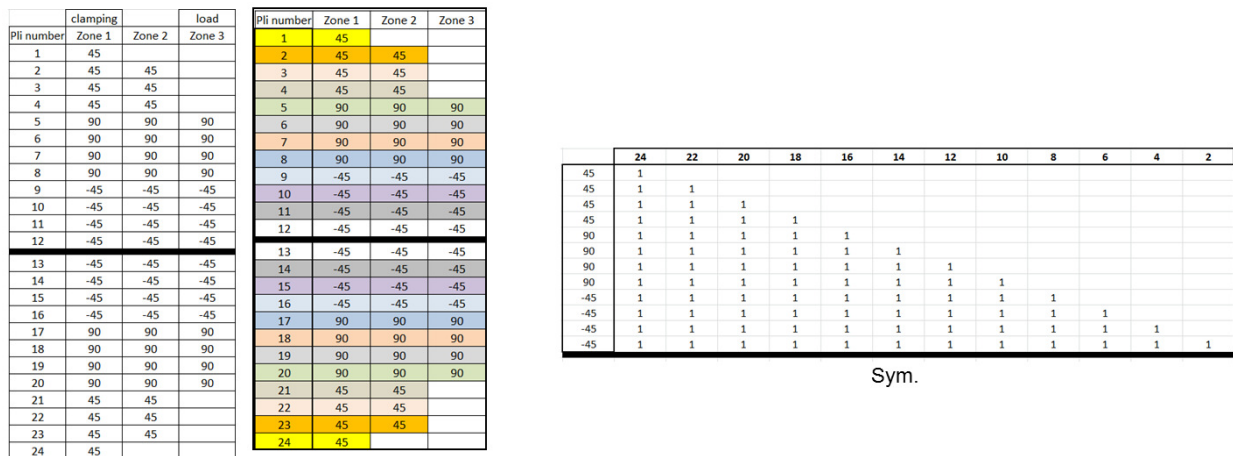 clamping load
Pli number Zone 1 Zone 2 Zone 3
1 45
2 45 45
3 45 45
4 45 45
5 90 90 90
6 90 90 90
7 90 90 90
8 90 90 90
9 -45 -45 -45
10 -45 -45 -45
11 -45 -45 -45
12 -45 -45 -45
13 -45 -45 -45
14 -45 -45 -45
15 -45 -45 -45
16 -45 -45 -45
17 90 90 90
18 90 90 90
19 90 90 90
20 90 90 90
21 45 45
22 45 45
23 45 45
24 45
Pli number Zone 1 Zone 2 Zone 3
1 45
2 45 45
3 45 45
4 45 45
5 90 90 90
6 90 90 90
7 90 90 90
8 90 90 90
9 -45 -45 -45
10 -45 -45 -45
11 -45 -45 -45
12 -45 -45 -45
13 -45 -45 -45
14 -45 -45 -45
15 -45 -45 -45
16 -45 -45 -45
17 90 90 90
18 90 90 90
19 90 90 90
20 90 90 90
21 45 45
22 45 45
23 45 45
24 45
24 22 20 18 16 14 12 10 8 6 4 2
45 1
45 1 1
45 1 1 1
45 1 1 1 1
90 1 1 1 1 1
90 1 1 1 1 1 1
90 1 1 1 1 1 1 1
90 1 1 1 1 1 1 1 1
-45 1 1 1 1 1 1 1 1 1
-45 1 1 1 1 1 1 1 1 1 1
-45 1 1 1 1 1 1 1 1 1 1 1
-45 1 1 1 1 1 1 1 1 1 1 1 1
Sym.